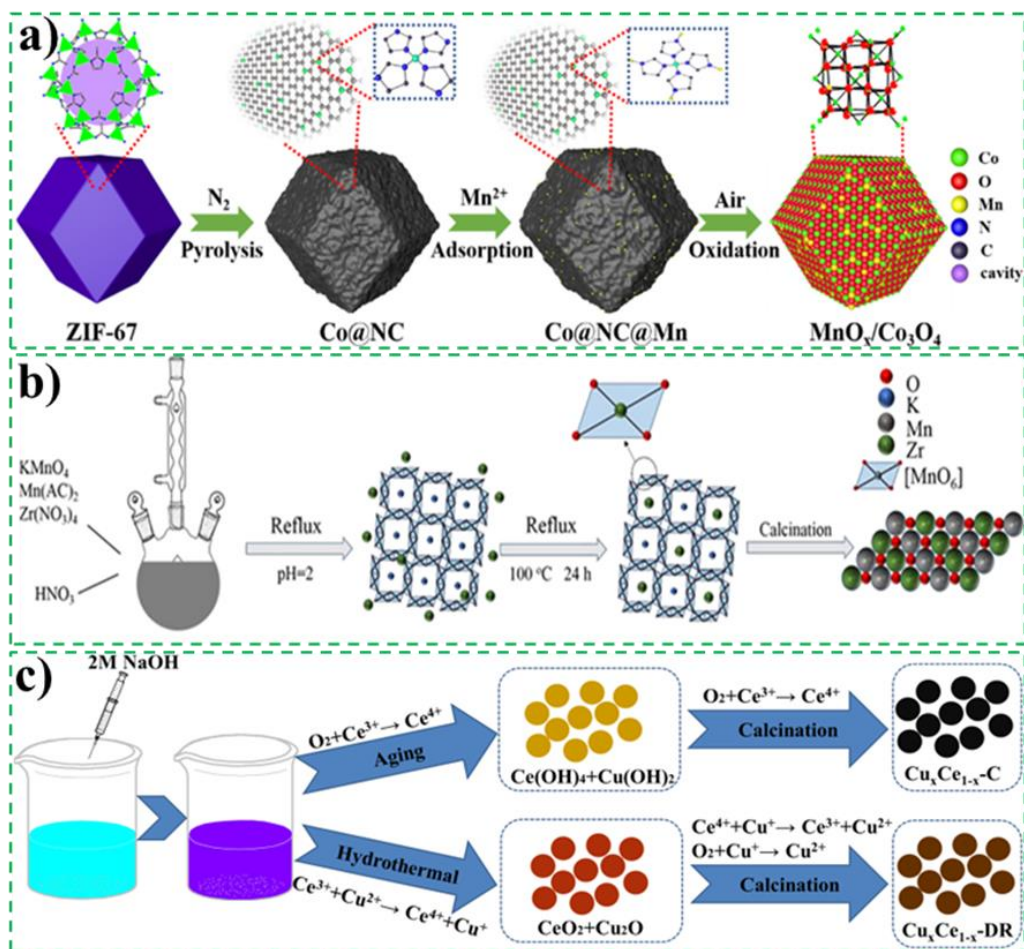 a)
N₂
Pyrolysis
Mn²⁺
Adsorption
Air
Oxidation
Co
O
Mn
N
C
cavity
ZIF-67
Co@NC
Co@NC@Mn
MnOₓ/Co₃O₄
b)
KMnO₄
Mn(AC)₂
Zr(NO₃)₄
HNO₃
Reflux
pH=2
Reflux
100 °C 24 h
Calcination
O
K
Mn
Zr
[MnO₆]
c)
2M NaOH
O₂+Ce³⁺→ Ce⁴⁺
Aging
Ce(OH)₄+Cu(OH)₂
O₂+Ce³⁺→ Ce⁴⁺
Calcination
CuₓCe₁₋ₓ-C
Hydrothermal
Ce³⁺+Cu²⁺→ Ce⁴⁺+Cu⁺
CeO₂+Cu₂O
Ce⁴⁺+Cu⁺→ Ce³⁺+Cu²⁺
O₂+Cu⁺→ Cu²⁺
Calcination
CuₓCe₁₋ₓ-DR